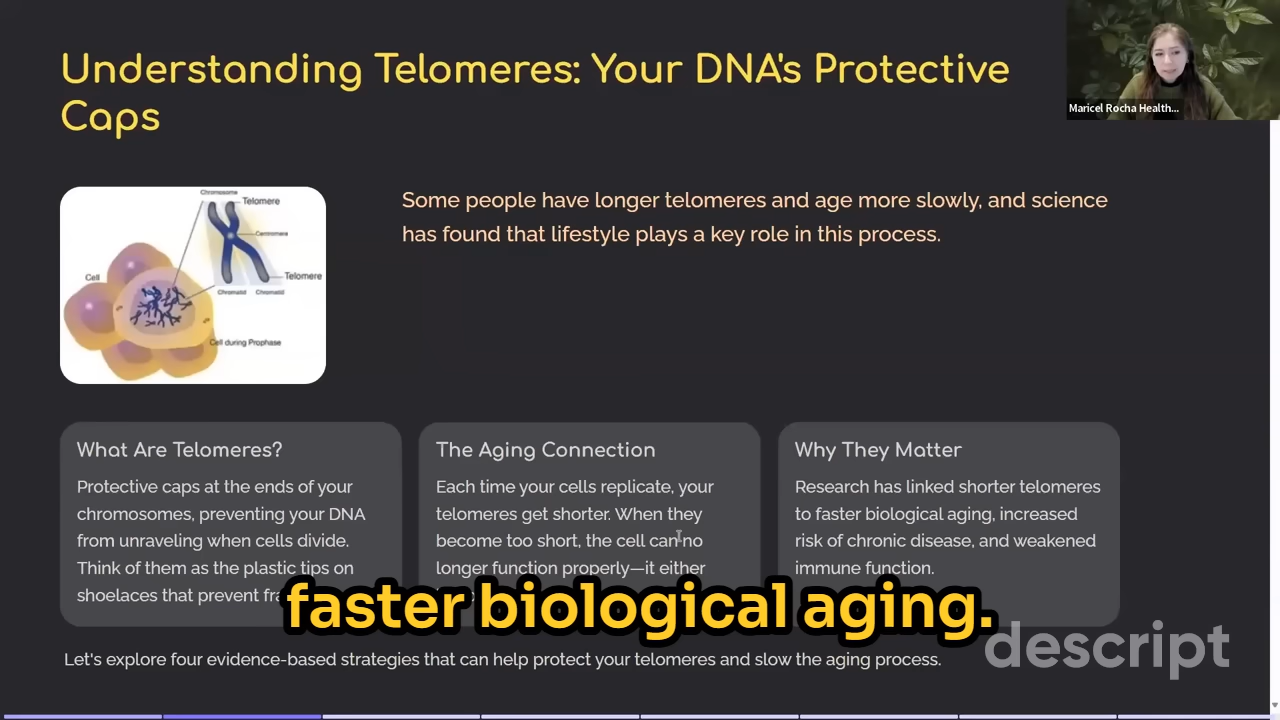 Understanding Telomeres: Your DNA's Protective
Caps
Maricel Rocha Health...
Chromosome
Telomere
Centromere
Telomere
Chromatid Chromatid
Cell
Cell during Prophase
Some people have longer telomeres and age more slowly, and science
has found that lifestyle plays a key role in this process.
What Are Telomeres?
Protective caps at the ends of your
chromosomes, preventing your DNA
from unraveling when cells divide.
Think of them as the plastic tips on
shoelaces that prevent
The Aging Connection
Each time your cells replicate, your
telomeres get shorter. When they
become too short, the cell can no
longer function properly—it either
Why They Matter
Research has linked shorter telomeres
to faster biological aging, increased
risk of chronic disease, and weakened
immune function.
faster biological aging.
descript
Let's explore four evidence-based strategies that can help protect your telomeres and slow the aging process.